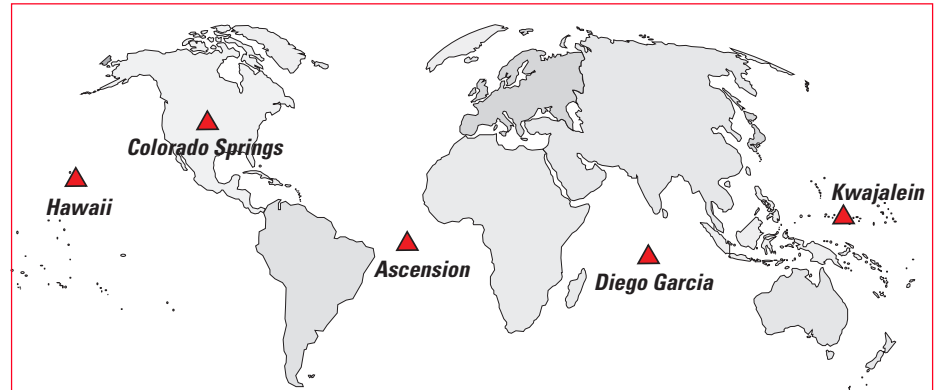 Colorado Springs
Kwajalein
Hawaii
Ascension
Diego Garcia